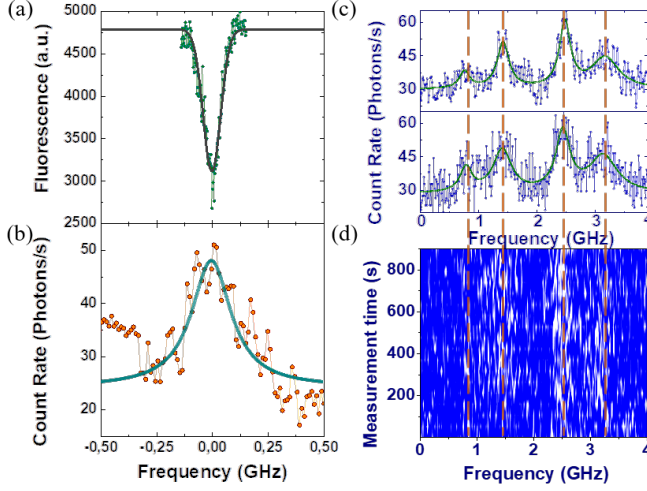 (a)
5000
4500
4000
3500
3000
2500
Fluorescence (a.u.)
(b)
50
40
30
20
Count Rate (Photons/s)
-0,50 -0,25 0,00 0,25 0,50
Frequency (GHz)
(c)
60
45
30
60
45
30
Count Rate (Photons/s)
0 1 2 3 4
Frequency (GHz)
(d)
800
600
400
200
Measurement time (s)
0 1 2 3 4
Frequency (GHz)